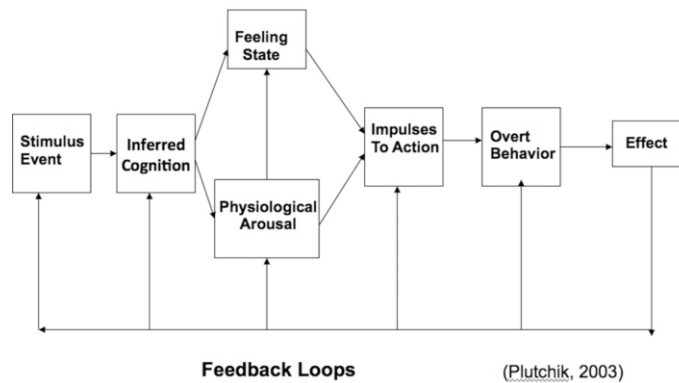 Feeling
State
Stimulus
Event
Inferred
Cognition
Impulses
To Action
Overt
Behavior
Effect
Physiological
Arousal
Feedback Loops
(Plutchik, 2003)